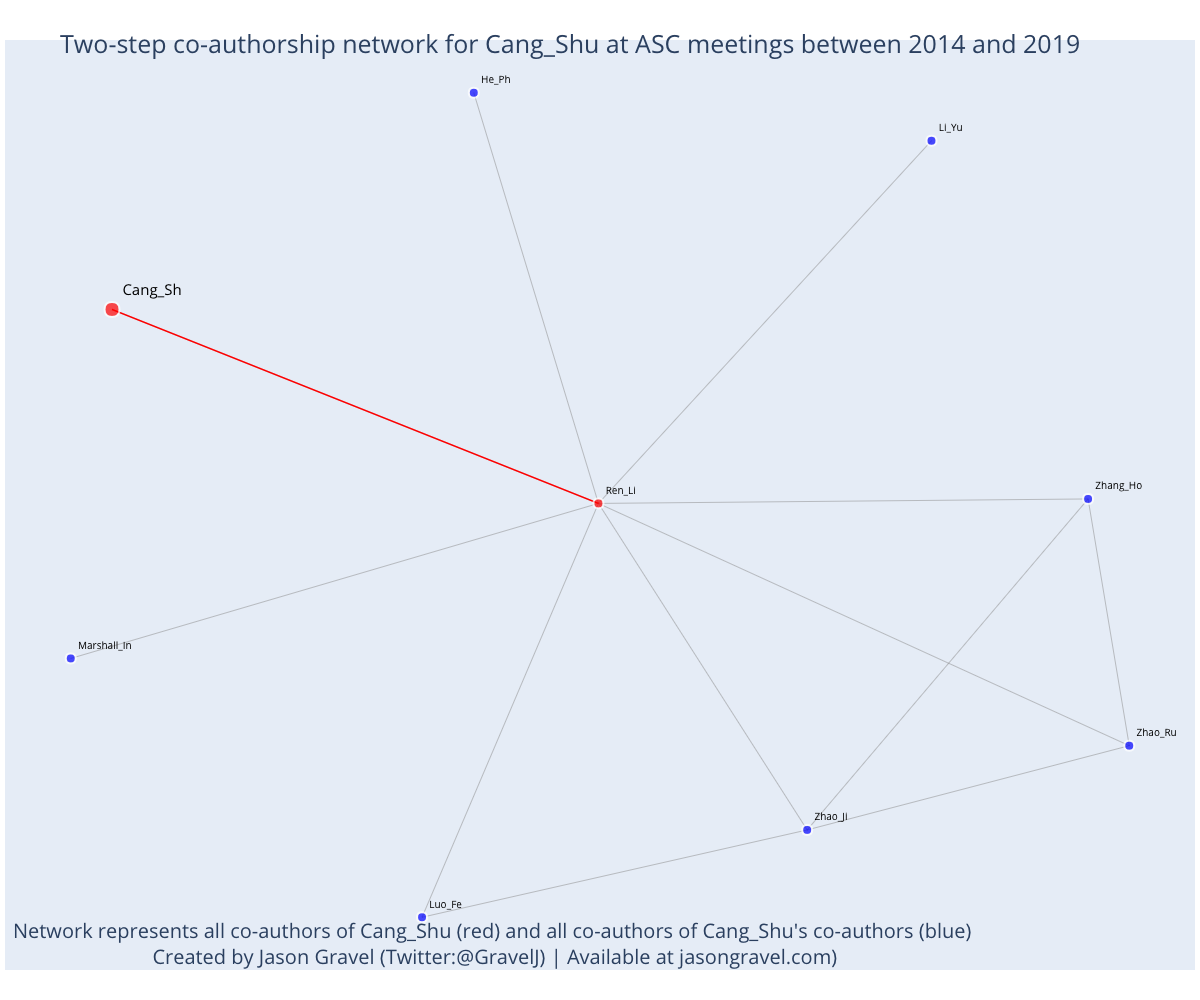 Two-step co-authorship network for Cang_Shu at ASC meetings between 2014 and 2019
He_Ph
Li_Yu
Cang_Sh
Zhang_Ho
Ren_Li
Marshall_In
Zhao_Ru
Zhao_Ji
Luo_Fe
Network represents all co-authors of Cang_Shu (red) and all co-authors of Cang_Shu's co-authors (blue)
Created by Jason Gravel (Twitter:@GravelJ) | Available at jasongravel.com)